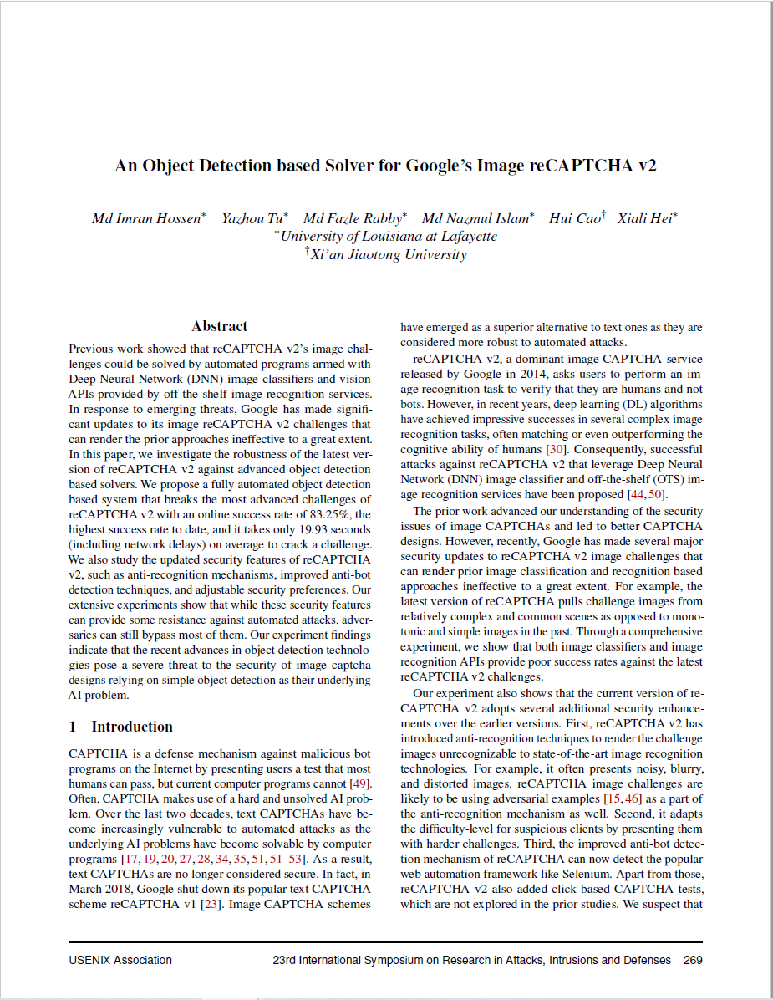 An Object Detection based Solver for Google's Image reCAPTCHA v2
Md Imran Hossen* Yazhou Tu* Md Fazle Rabby* Md Nazmul Islam* Hui Cao† Xiali Hei*
*University of Louisiana at Lafayette
†Xi'an Jiaotong University
Abstract
Previous work showed that reCAPTCHA v2's image chal-
lenges could be solved by automated programs armed with
Deep Neural Network (DNN) image classifiers and vision
APIs provided by off-the-shelf image recognition services.
In response to emerging threats, Google has made signifi-
cant updates to its image reCAPTCHA v2 challenges that
can render the prior approaches ineffective to a great extent.
In this paper, we investigate the robustness of the latest ver-
sion of reCAPTCHA v2 against advanced object detection
based solvers. We propose a fully automated object detection
based system that breaks the most advanced challenges of
reCAPTCHA v2 with an online success rate of 83.25%, the
highest success rate to date, and it takes only 19.93 seconds
(including network delays) on average to crack a challenge.
We also study the updated security features of reCAPTCHA
v2, such as anti-recognition mechanisms, improved anti-bot
detection techniques, and adjustable security preferences. Our
extensive experiments show that while these security features
can provide some resistance against automated attacks, adver-
saries can still bypass most of them. Our experiment findings
indicate that the recent advances in object detection technolo-
gies pose a severe threat to the security of image captcha
designs relying on simple object detection as their underlying
AI problem.
1 Introduction
CAPTCHA is a defense mechanism against malicious bot
programs on the Internet by presenting users a test that most
humans can pass, but current computer programs cannot [49].
Often, CAPTCHA makes use of a hard and unsolved AI prob-
lem. Over the last two decades, text CAPTCHAs have be-
come increasingly vulnerable to automated attacks as the
underlying AI problems have become solvable by computer
programs [17, 19, 20, 27, 28, 34, 35, 51, 51–53]. As a result,
text CAPTCHAs are no longer considered secure. In fact, in
March 2018, Google shut down its popular text CAPTCHA
scheme reCAPTCHA v1 [23]. Image CAPTCHA schemes
have emerged as a superior alternative to text ones as they are
considered more robust to automated attacks.
reCAPTCHA v2, a dominant image CAPTCHA service
released by Google in 2014, asks users to perform an im-
age recognition task to verify that they are humans and not
bots. However, in recent years, deep learning (DL) algorithms
have achieved impressive successes in several complex image
recognition tasks, often matching or even outperforming the
cognitive ability of humans [30]. Consequently, successful
attacks against reCAPTCHA v2 that leverage Deep Neural
Network (DNN) image classifier and off-the-shelf (OTS) im-
age recognition services have been proposed [44, 50].
The prior work advanced our understanding of the security
issues of image CAPTCHAs and led to better CAPTCHA
designs. However, recently, Google has made several major
security updates to reCAPTCHA v2 image challenges that
can render prior image classification and recognition based
approaches ineffective to a great extent. For example, the
latest version of reCAPTCHA pulls challenge images from
relatively complex and common scenes as opposed to mono-
tonic and simple images in the past. Through a comprehensive
experiment, we show that both image classifiers and image
recognition APIs provide poor success rates against the latest
reCAPTCHA v2 challenges.
Our experiment also shows that the current version of re-
CAPTCHA v2 adopts several additional security enhance-
ments over the earlier versions. First, reCAPTCHA v2 has
introduced anti-recognition techniques to render the challenge
images unrecognizable to state-of-the-art image recognition
technologies. For example, it often presents noisy, blurry,
and distorted images. reCAPTCHA image challenges are
likely to be using adversarial examples [15, 46] as a part of
the anti-recognition mechanism as well. Second, it adapts
the difficulty-level for suspicious clients by presenting them
with harder challenges. Third, the improved anti-bot detec-
tion mechanism of reCAPTCHA can now detect the popular
web automation framework like Selenium. Apart from those,
reCAPTCHA v2 also added click-based CAPTCHA tests,
which are not explored in the prior studies. We suspect that
USENIX Association 23rd International Symposium on Research in Attacks, Intrusions and Defenses 269